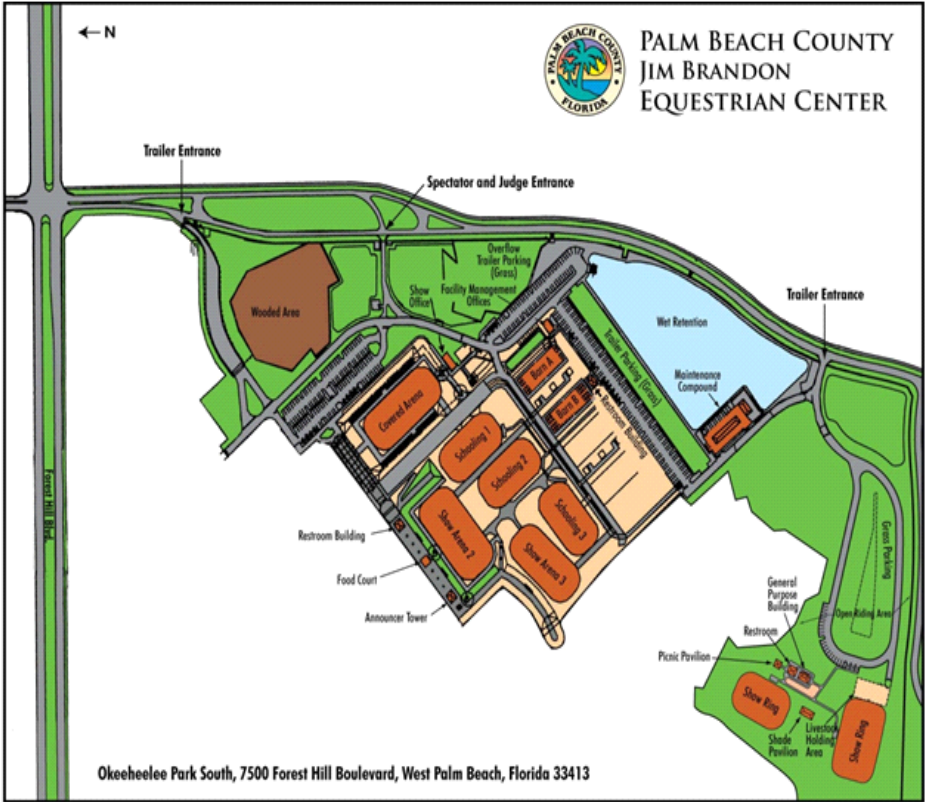 N
PALM BEACH COUNTY
FLORIDA
PALM BEACH COUNTY
JIM BRANDON
EQUESTRIAN CENTER
Trailer Entrance
Spectator and Judge Entrance
Overflow
Trailer Parking
(Grass)
Facility Management
Offices
Show
Office
Wooded Area
Wet Retention
Trailer Entrance
Trailer Parking (Grass)
Maintenance
Compound
Barn A
Barn B
Restroom Building
Covered Arena
Schooling 1
Schooling 2
Schooling 3
Show Arena 2
Show Arena 3
Restroom Building
Food Court
Announcer Tower
Forest Hill Blvd.
Grass Parking
General
Purpose
Building
Open Riding Area
Restroom
Picnic Pavilion
Show Ring
Shade
Pavilion
Livestock
Holding
Area
Show Ring
Okeeheelee Park South, 7500 Forest Hill Boulevard, West Palm Beach, Florida 33413